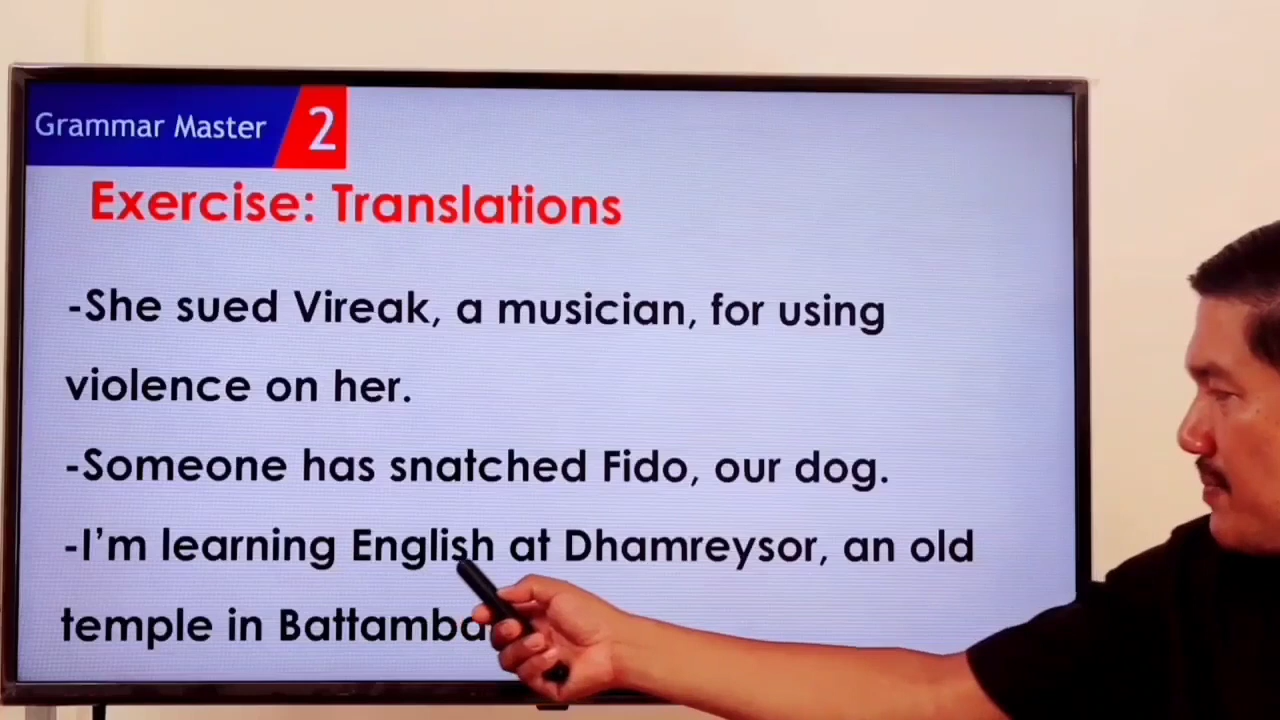 Grammar Master 2
Exercise: Translations
-She sued Vireak, a musician, for using
violence on her.
-Someone has snatched Fido, our dog.
-I'm learning English at Dhamreysor, an old
temple in